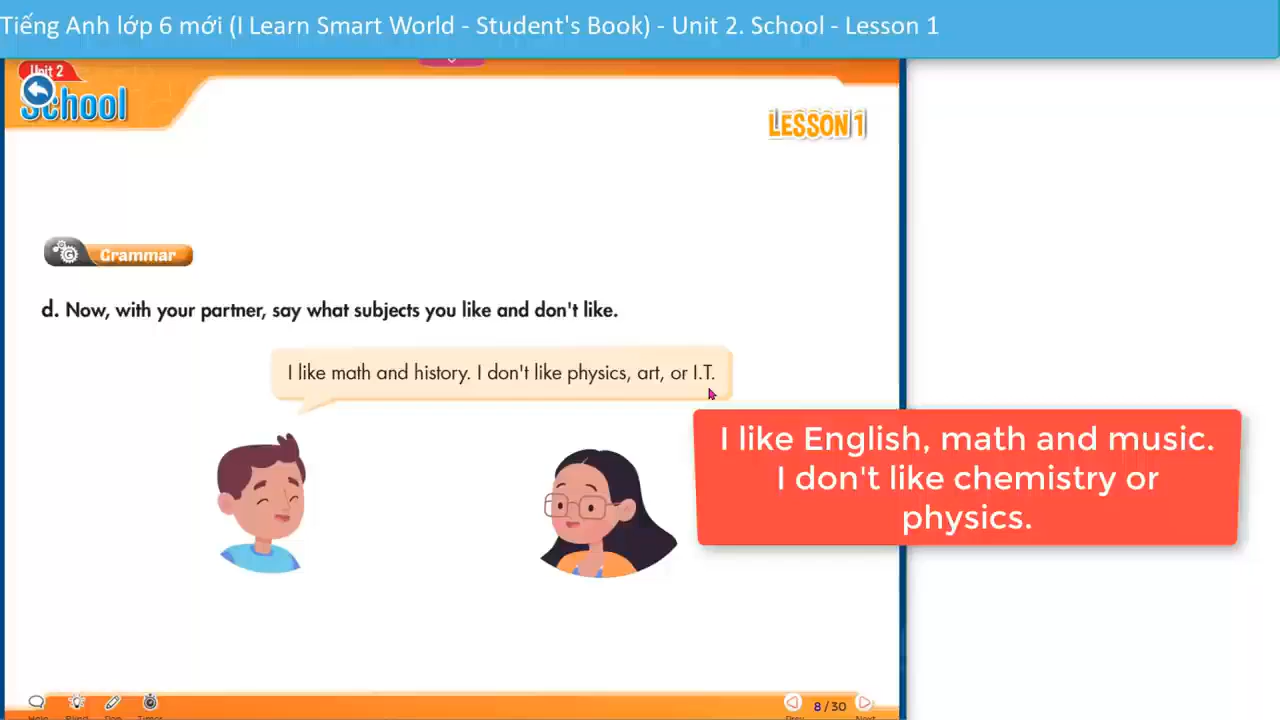 Tiếng Anh lớp 6 mới (I Learn Smart World - Student's Book) - Unit 2. School - Lesson 1
Unit 2
School
LESSON 1
Grammar
d. Now, with your partner, say what subjects you like and don't like.
I like math and history. I don't like physics, art, or I.T.
I like English, math and music.
I don't like chemistry or
physics.
8 / 30